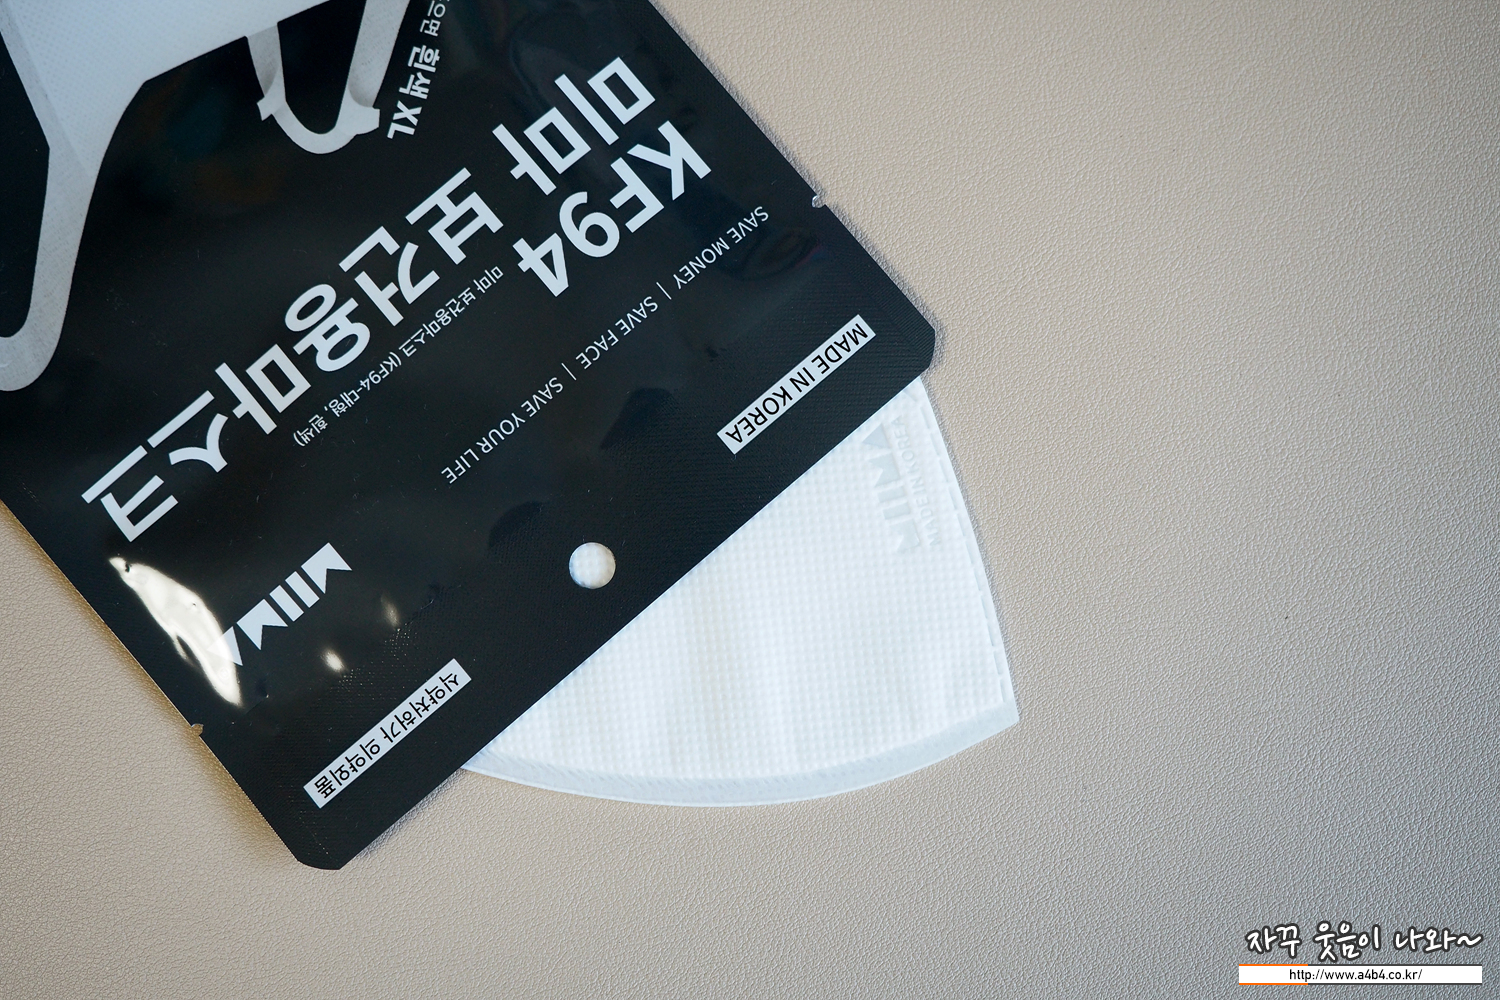 MIIMA
식약처허가 의약외품
MADE IN KOREA
SAVE MONEY | SAVE FACE | SAVE YOUR LIFE
KF94
미마 보건용마스크
미마 보건용마스크 (KF94-대형, 흰색)
흰색 XL
MADE IN KOREA
자꾸 웃음이 나와~
http://www.a4b4.co.kr/